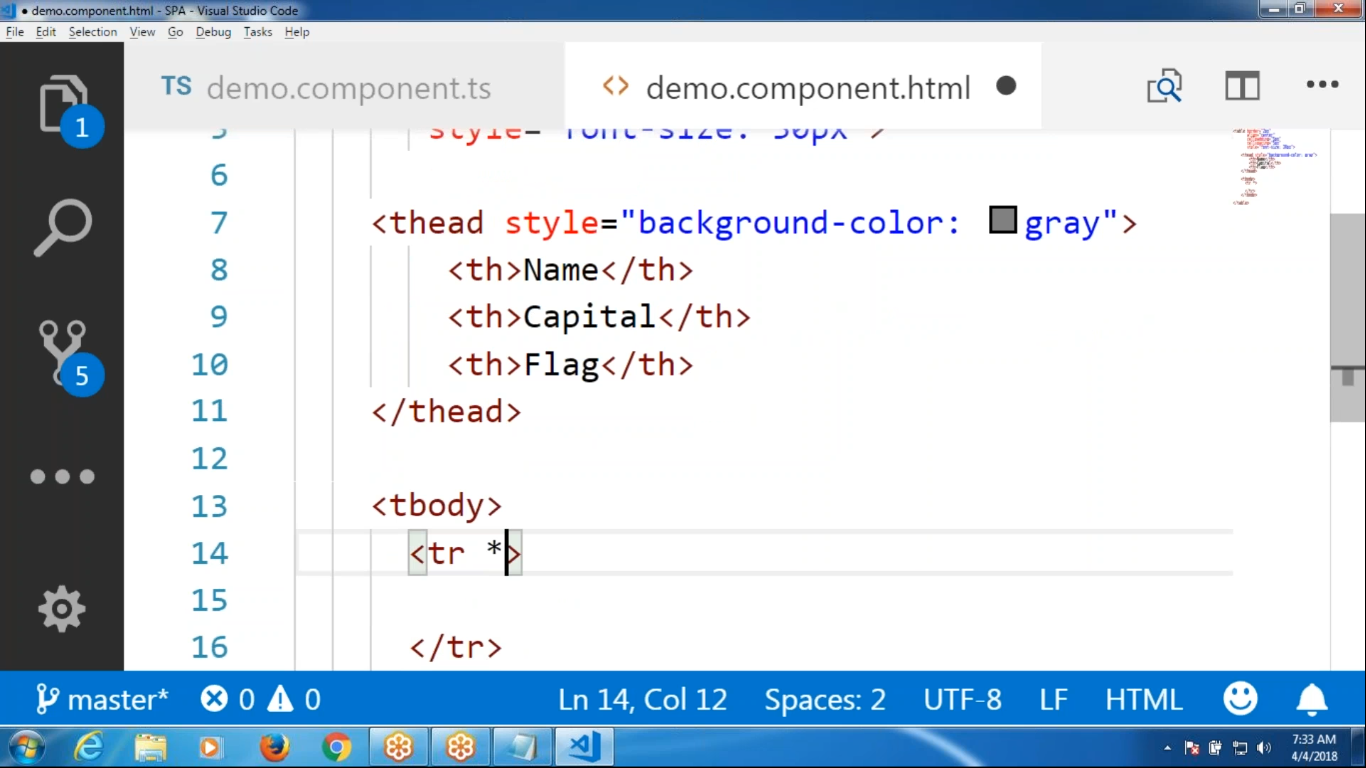 demo.component.html - SPA - Visual Studio Code
File Edit Selection View Go Debug Tasks Help
TS demo.component.ts <> demo.component.html
1
5 style="font-size: 30px">
6
7 <thead style="background-color: gray">
8 <th>Name</th>
9 <th>Capital</th>
10 <th>Flag</th>
11 </thead>
12
13 <tbody>
14 <tr *>
15
16 </tr>
5
master* 0 0 Ln 14, Col 12 Spaces: 2 UTF-8 LF HTML
7:33 AM
4/4/2018